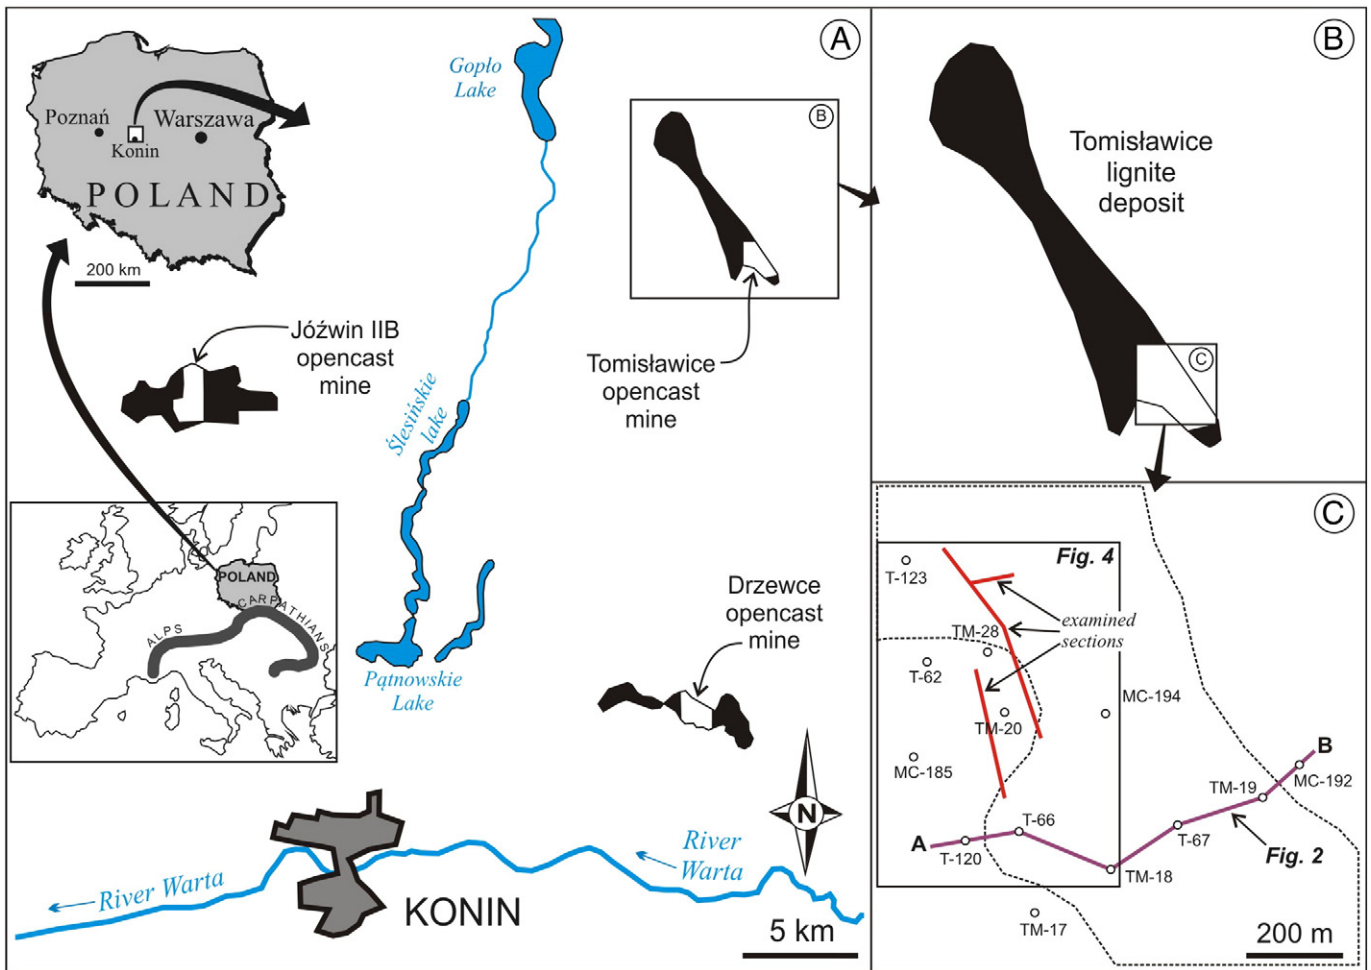 A
Poznań
Warszawa
Konin
POLAND
200 km
Gopło
Lake
B
Tomisławice
opencast
mine
Jóźwin IIB
opencast
mine
Ślesińskie
lake
POLAND
CARPATHIANS
ALPS
Pątnowskie
Lake
Drzewce
opencast
mine
N
River Warta
KONIN
River
Warta
5 km
B
Tomisławice
lignite
deposit
C
C
Fig. 4
T-123
examined
sections
TM-28
T-62
MC-194
TM-20
MC-185
B
TM-19
MC-192
T-66
T-67
A
T-120
Fig. 2
TM-18
TM-17
200 m